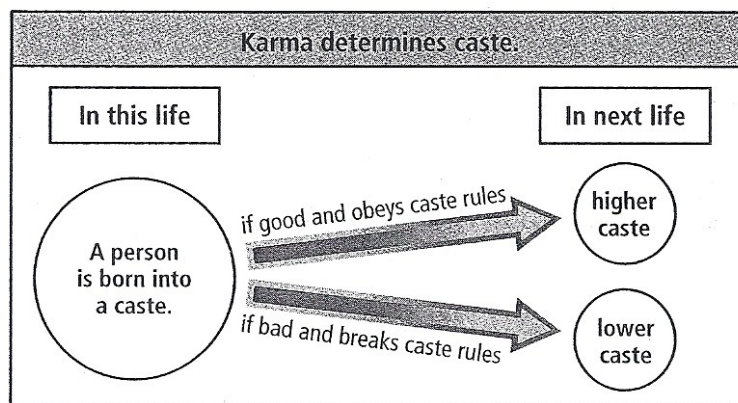 Karma determines caste.
In this life
In next life
A person
is born into
a caste.
if good and obeys caste rules
higher
caste
if bad and breaks caste rules
lower
caste